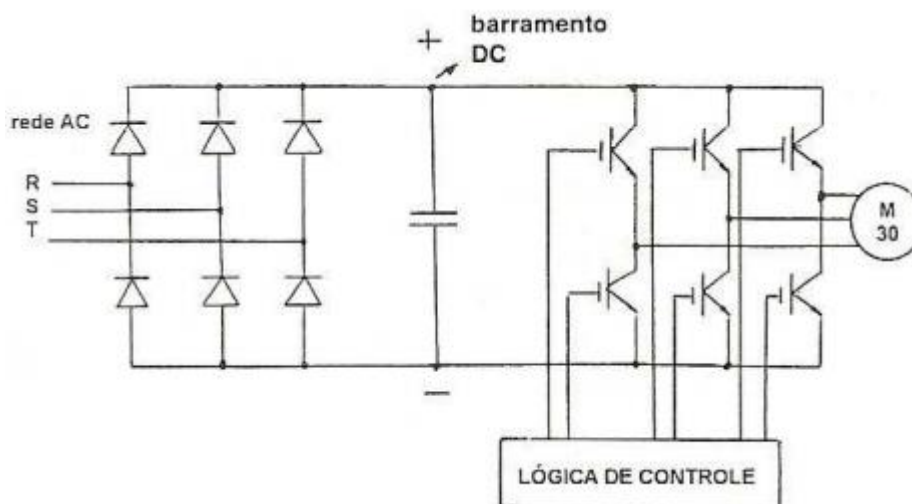 + barramento
DC
rede AC
R
S
T
M
30
—
LÓGICA DE CONTROLE